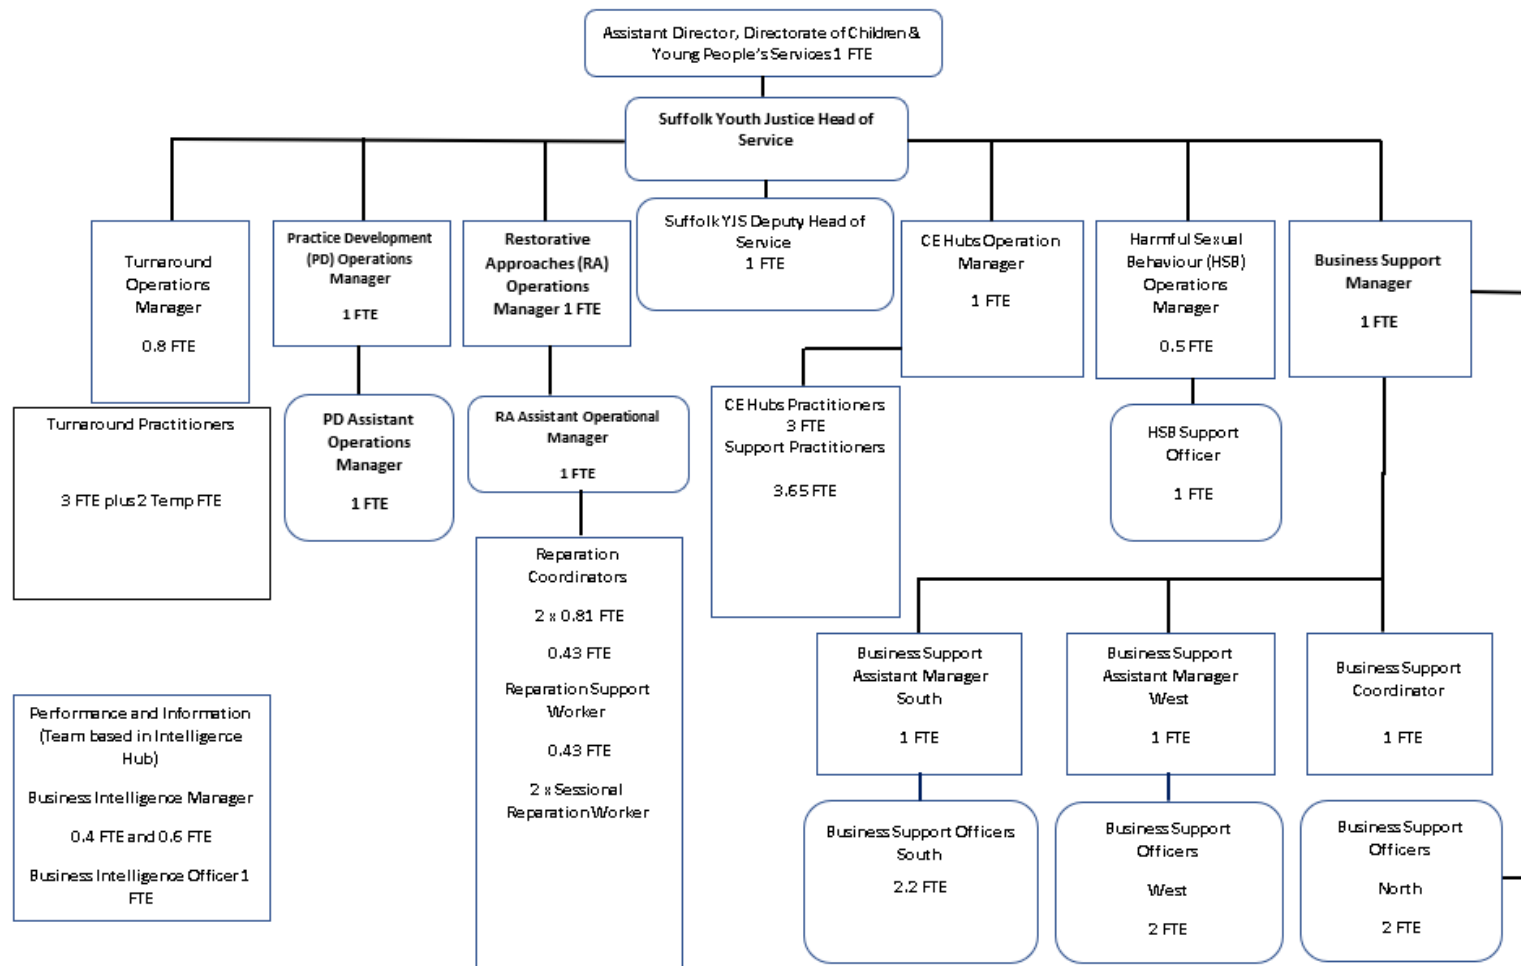 Assistant Director, Directorate of Children &
Young People's Services 1 FTE
Suffolk Youth Justice Head of
Service
Turnaround
Operations
Manager
0.8 FTE
Practice Development
(PD) Operations
Manager
1 FTE
Restorative
Approaches (RA)
Operations
Manager 1 FTE
Suffolk YJS Deputy Head of
Service
1 FTE
CE Hubs Operation
Manager
1 FTE
Harmful Sexual
Behaviour (HSB)
Operations
Manager
0.5 FTE
Business Support
Manager
1 FTE
Turnaround Practitioners
3 FTE plus 2 Temp FTE
PD Assistant
Operations
Manager
1 FTE
RA Assistant Operational
Manager
1 FTE
CE Hubs Practitioners
3 FTE
Support Practitioners
3.65 FTE
HSB Support
Officer
1 FTE
Reparation
Coordinators
2 x 0.81 FTE
0.43 FTE
Reparation Support
Worker
0.43 FTE
2 x Sessional
Reparation Worker
Business Support
Assistant Manager
South
1 FTE
Business Support
Assistant Manager
West
1 FTE
Business Support
Coordinator
1 FTE
Performance and Information
(Team based in Intelligence
Hub)
Business Intelligence Manager
0.4 FTE and 0.6 FTE
Business Intelligence Officer 1
FTE
Business Support Officers
South
2.2 FTE
Business Support
Officers
West
2 FTE
Business Support
Officers
North
2 FTE